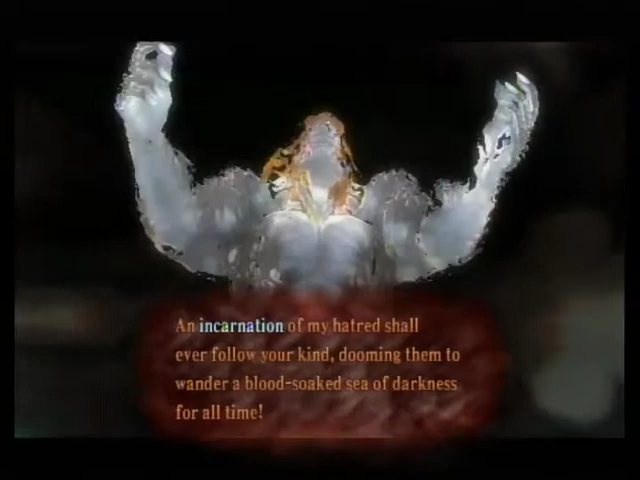 An incarnation of my hatred shall
ever follow your kind, dooming them to
wander a blood-soaked sea of darkness
for all time!